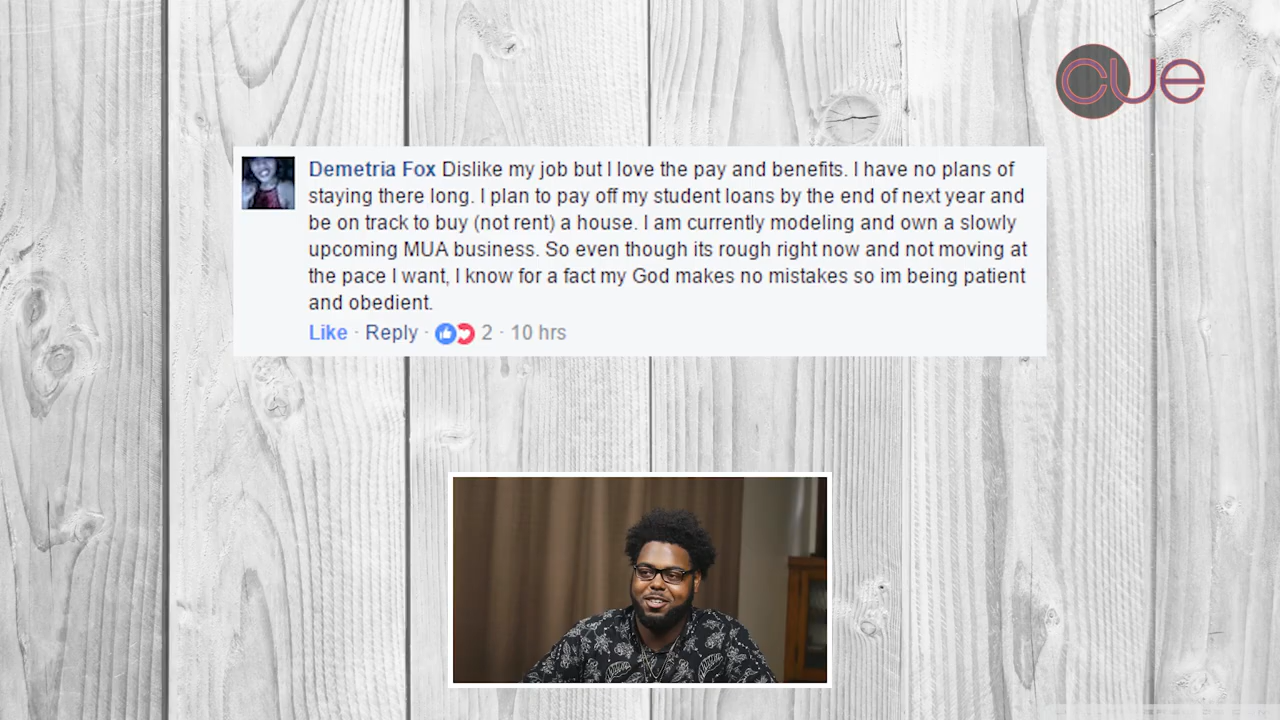 cue
Demetria Fox Dislike my job but I love the pay and benefits. I have no plans of
staying there long. I plan to pay off my student loans by the end of next year and
be on track to buy (not rent) a house. I am currently modeling and own a slowly
upcoming MUA business. So even though its rough right now and not moving at
the pace I want, I know for a fact my God makes no mistakes so im being patient
and obedient.
Like · Reply · 2 · 10 hrs